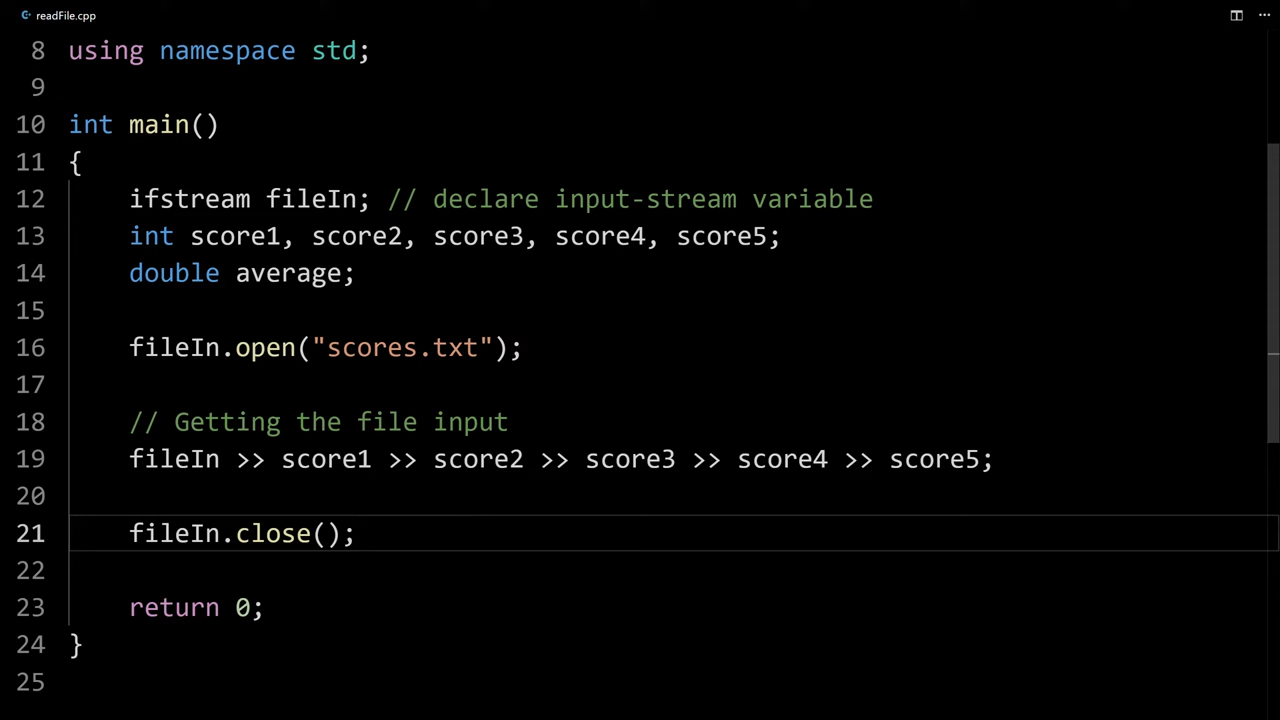 readFile.cpp
8 using namespace std;
9
10 int main()
11 {
12 ifstream fileIn; // declare input-stream variable
13 int score1, score2, score3, score4, score5;
14 double average;
15
16 fileIn.open("scores.txt");
17
18 // Getting the file input
19 fileIn >> score1 >> score2 >> score3 >> score4 >> score5;
20
21 fileIn.close();
22
23 return 0;
24 }
25